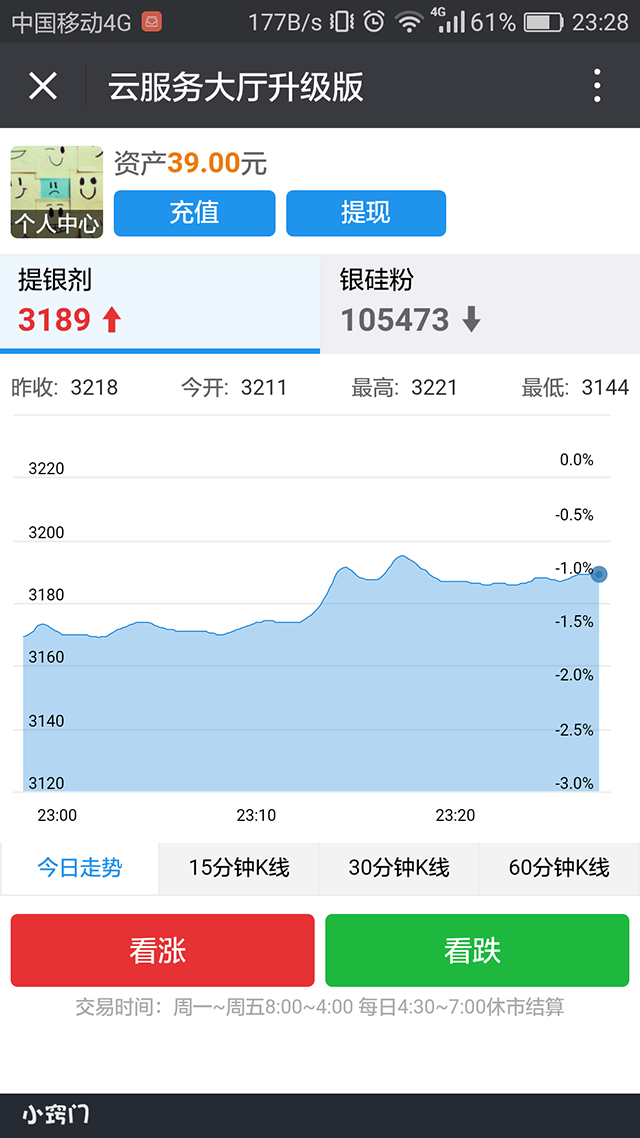 中国移动4G 177B/s 4G 61% 23:28
云服务大厅升级版
资产39.00元
个人中心 充值 提现
提银剂 银硅粉
3189 105473
昨收: 3218 今开: 3211 最高: 3221 最低: 3144
3220 0.0%
-0.5%
3200
-1.0%
3180
-1.5%
3160
-2.0%
3140
-2.5%
3120 -3.0%
23:00 23:10 23:20
今日走势 15分钟K线 30分钟K线 60分钟K线
看涨 看跌
交易时间：周一~周五8:00~4:00 每日4:30~7:00休市结算
小窍门